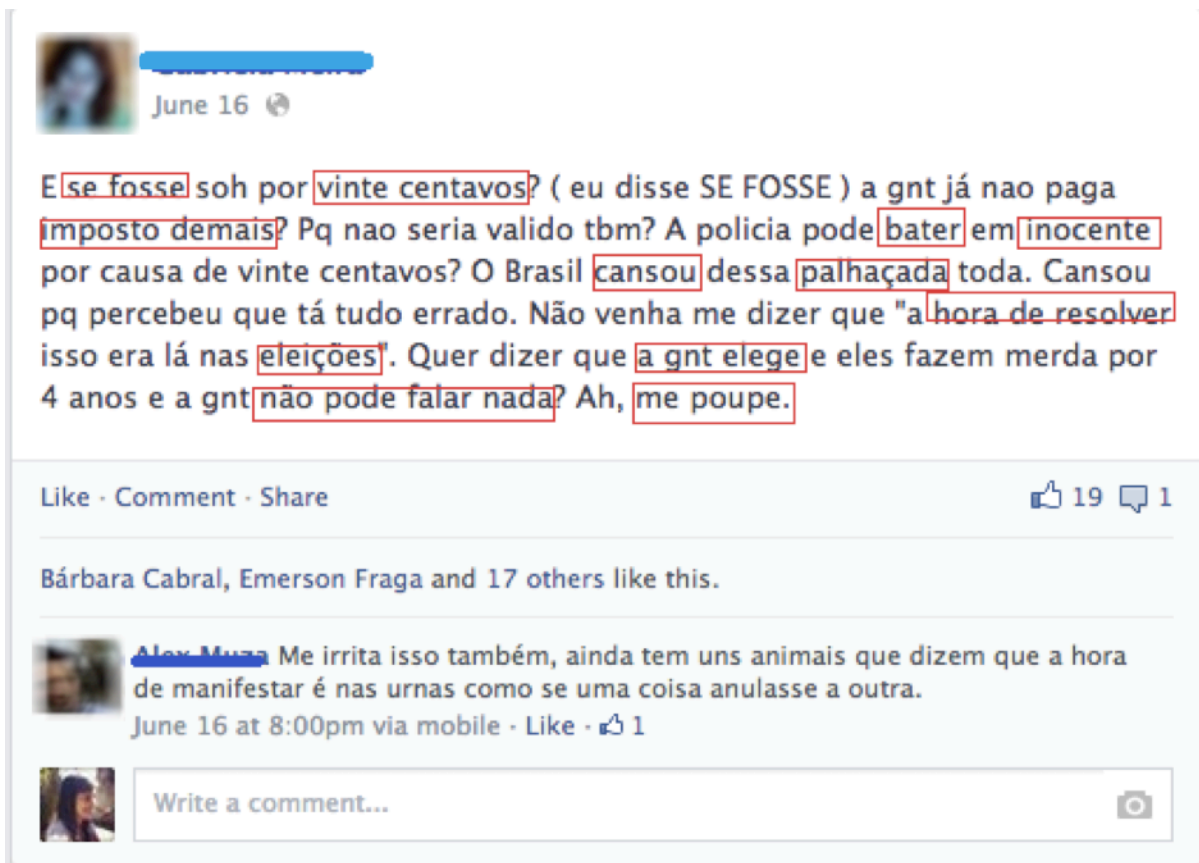 June 16
E se fosse soh por vinte centavos? ( eu disse SE FOSSE ) a gnt já nao paga
imposto demais? Pq nao seria valido tbm? A policia pode bater em inocente
por causa de vinte centavos? O Brasil cansou dessa palhaçada toda. Cansou
pq percebeu que tá tudo errado. Não venha me dizer que "a hora de resolver
isso era lá nas eleições". Quer dizer que a gnt elege e eles fazem merda por
4 anos e a gnt não pode falar nada? Ah, me poupe.
Like · Comment · Share 19 1
Bárbara Cabral, Emerson Fraga and 17 others like this.
Me irrita isso também, ainda tem uns animais que dizem que a hora
de manifestar é nas urnas como se uma coisa anulasse a outra.
June 16 at 8:00pm via mobile · Like · 1
Write a comment...